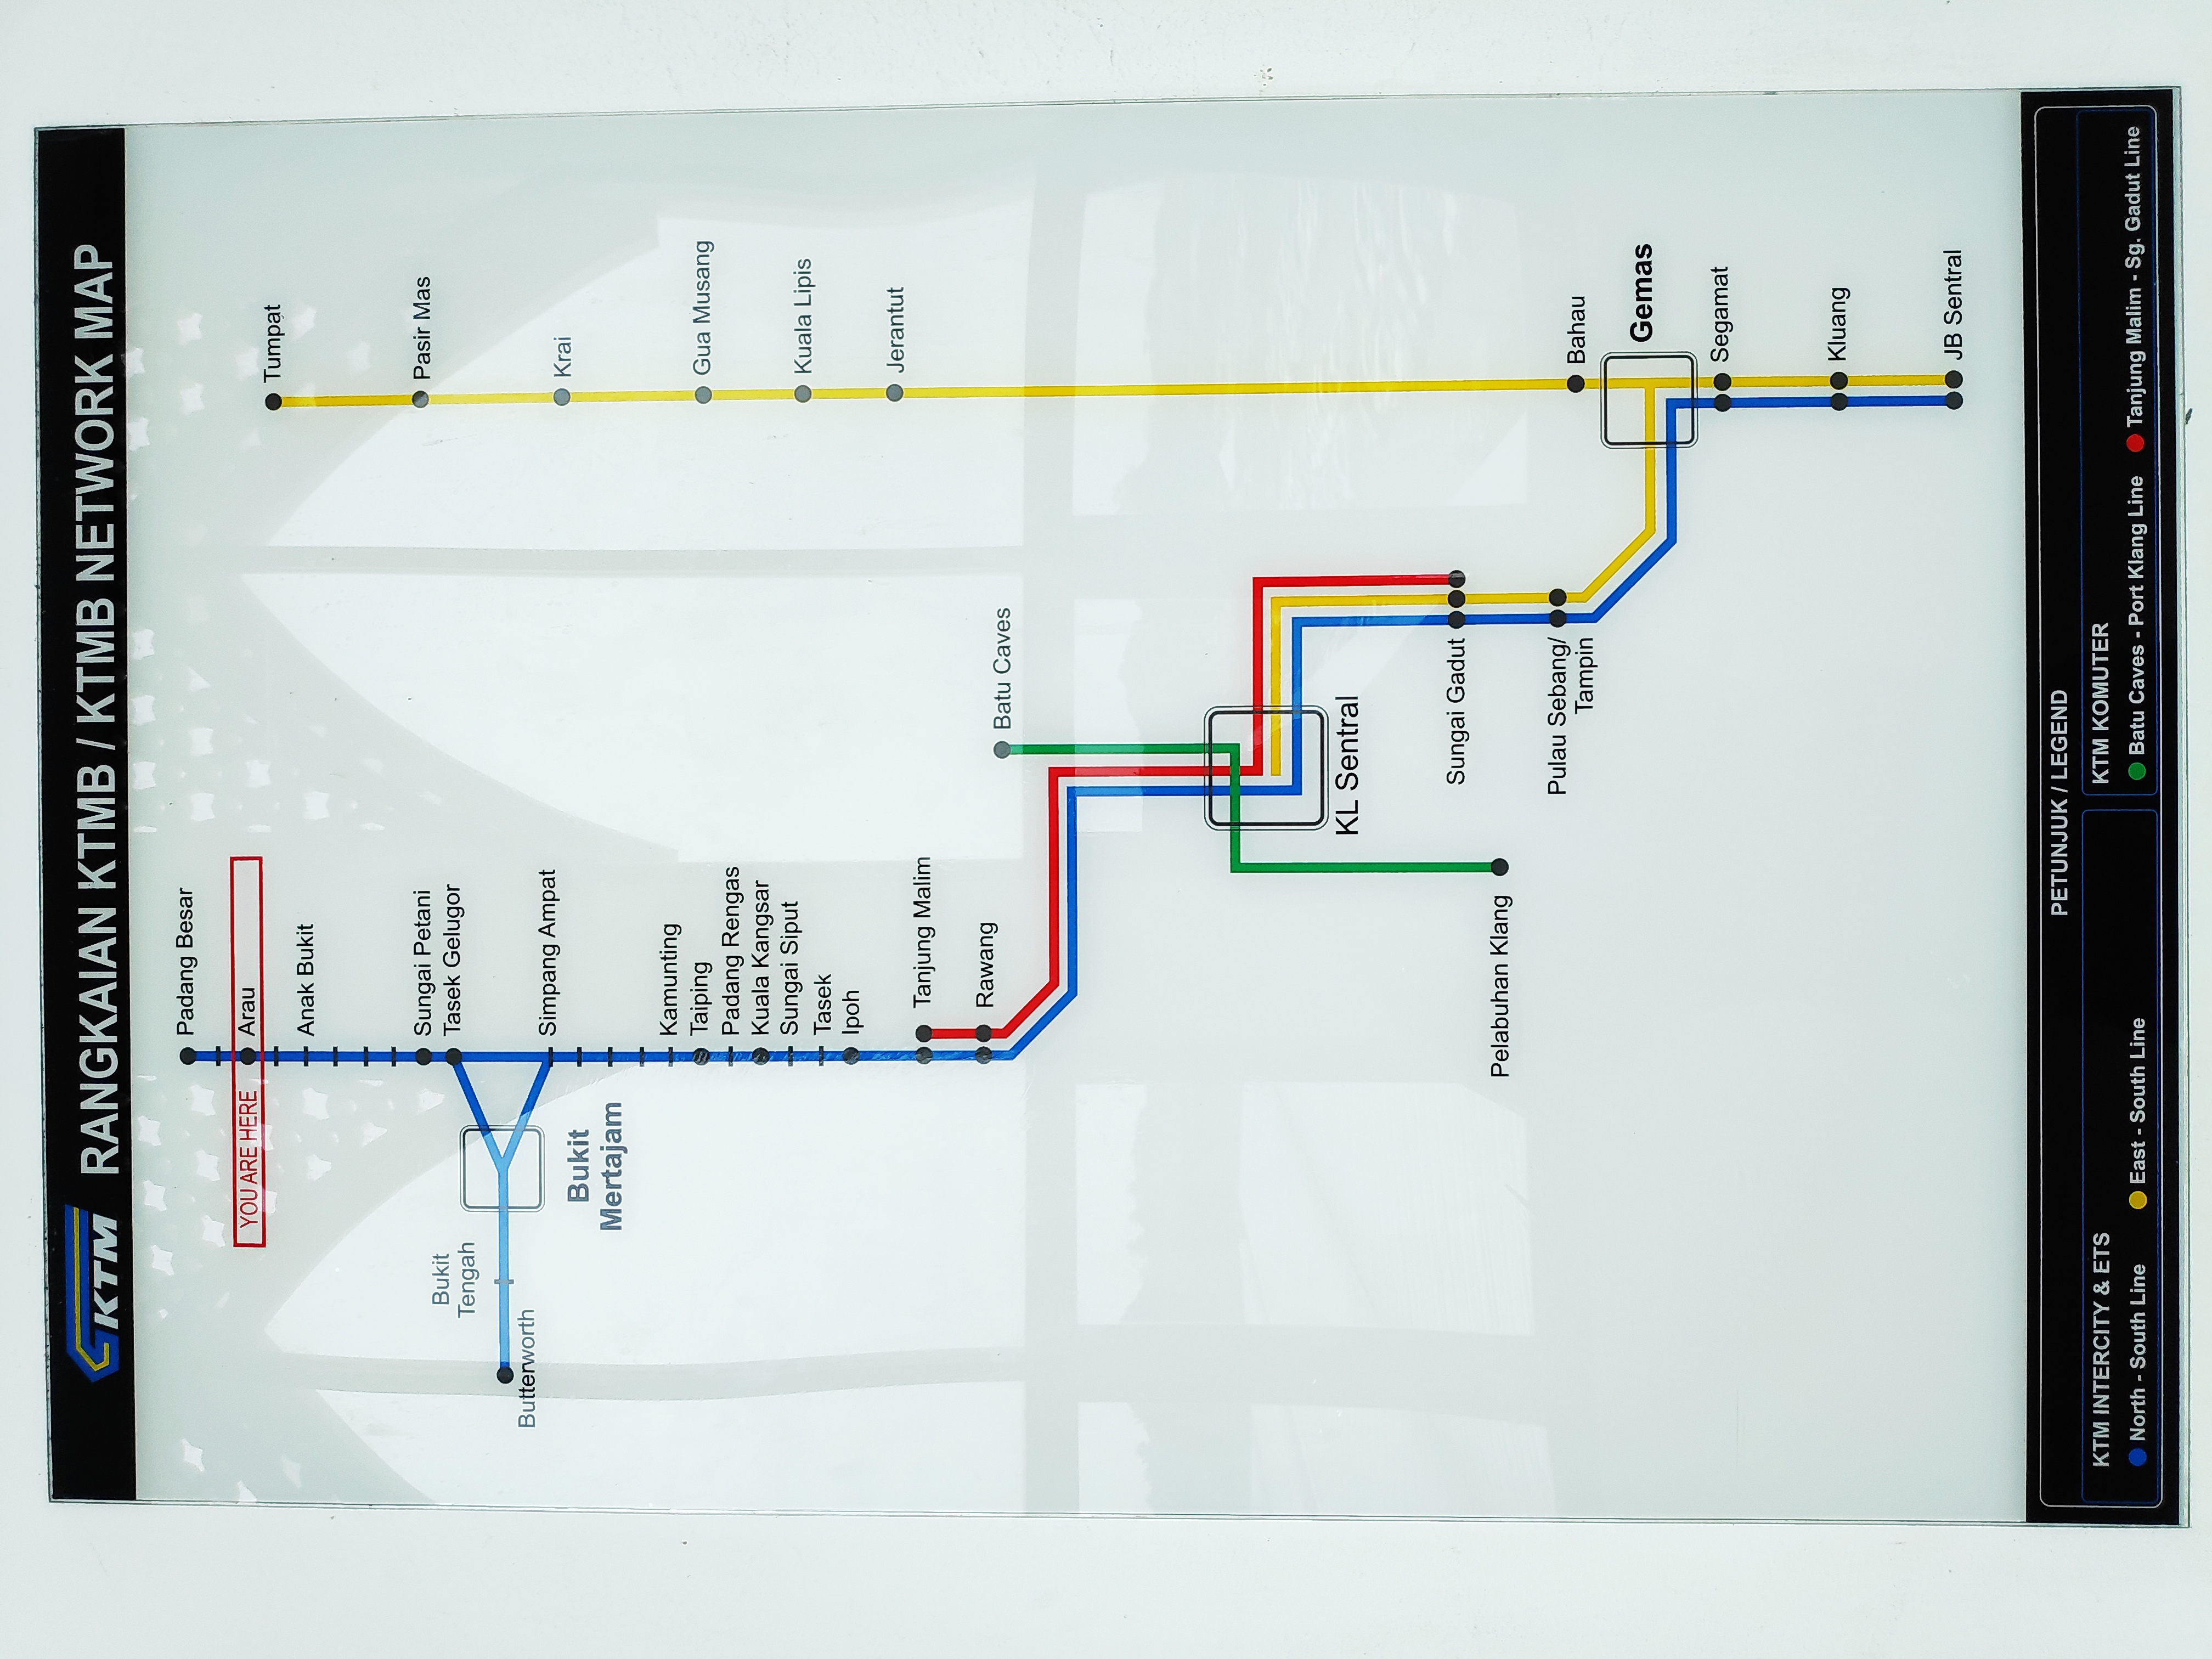 KTM RANGKAIAN KTMB / KTMB NETWORK MAP
Padang Besar
YOU ARE HERE Arau
Anak Bukit
Sungai Petani
Tasek Gelugor
Bukit
Tengah
Butterworth
Bukit
Mertajam
Simpang Ampat
Kamunting
Taiping
Padang Rengas
Kuala Kangsar
Sungai Siput
Tasek
Ipoh
Tanjung Malim
Rawang
Batu Caves
KL Sentral
Sungai Gadut
Pelabuhan Klang
Pulau Sebang/
Tampin
Tumpat
Pasir Mas
Krai
Gua Musang
Kuala Lipis
Jerantut
Bahau
Gemas
Segamat
Kluang
JB Sentral
PETUNJUK / LEGEND
KTM INTERCITY & ETS
North - South Line
East - South Line
KTM KOMUTER
Batu Caves - Port Klang Line
Tanjung Malim - Sg. Gadut Line